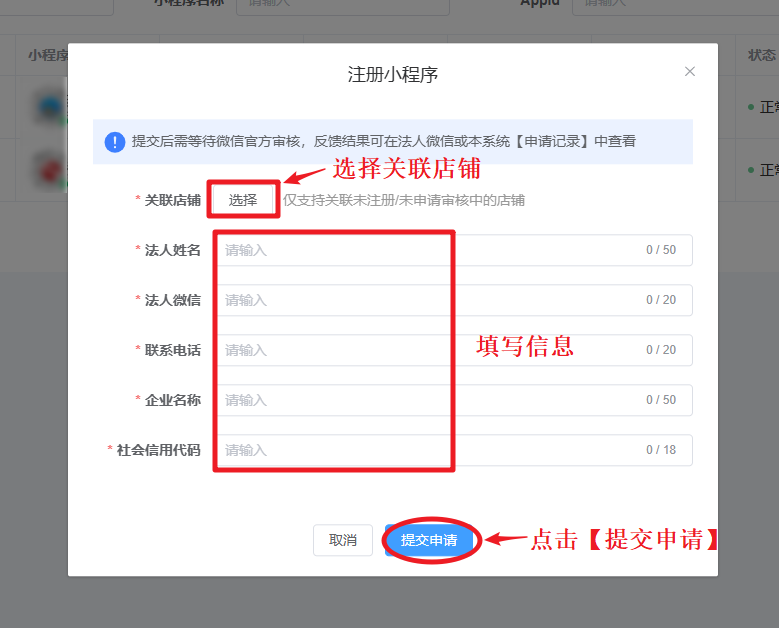 小程序名称 请输入 AppId 请输入
小程序
状态
注册小程序
提交后需等待微信官方审核，反馈结果可在法人微信或本系统【申请记录】中查看
选择关联店铺
* 关联店铺 选择 仅支持关联未注册/未申请审核中的店铺
* 法人姓名 请输入 0 / 50
* 法人微信 请输入 0 / 20
* 联系电话 请输入 0 / 20
填写信息
* 企业名称 请输入 0 / 50
* 社会信用代码 请输入 0 / 18
取消 提交申请 点击【提交申请】
正常
正常